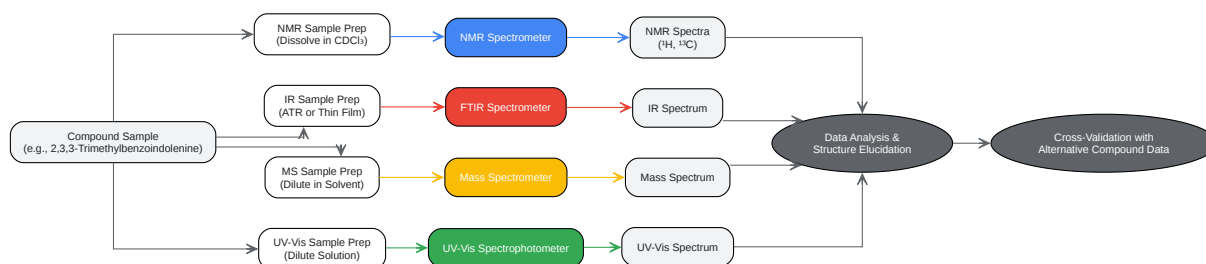 Compound Sample
(e.g., 2,3,3-Trimethylbenzoindolenine)
NMR Sample Prep
(Dissolve in CDCl₃)
NMR Spectrometer
NMR Spectra
(¹H, ¹³C)
IR Sample Prep
(ATR or Thin Film)
FTIR Spectrometer
IR Spectrum
MS Sample Prep
(Dilute in Solvent)
Mass Spectrometer
Mass Spectrum
UV-Vis Sample Prep
(Dilute Solution)
UV-Vis Spectrophotometer
UV-Vis Spectrum
Data Analysis &
Structure Elucidation
Cross-Validation with
Alternative Compound Data